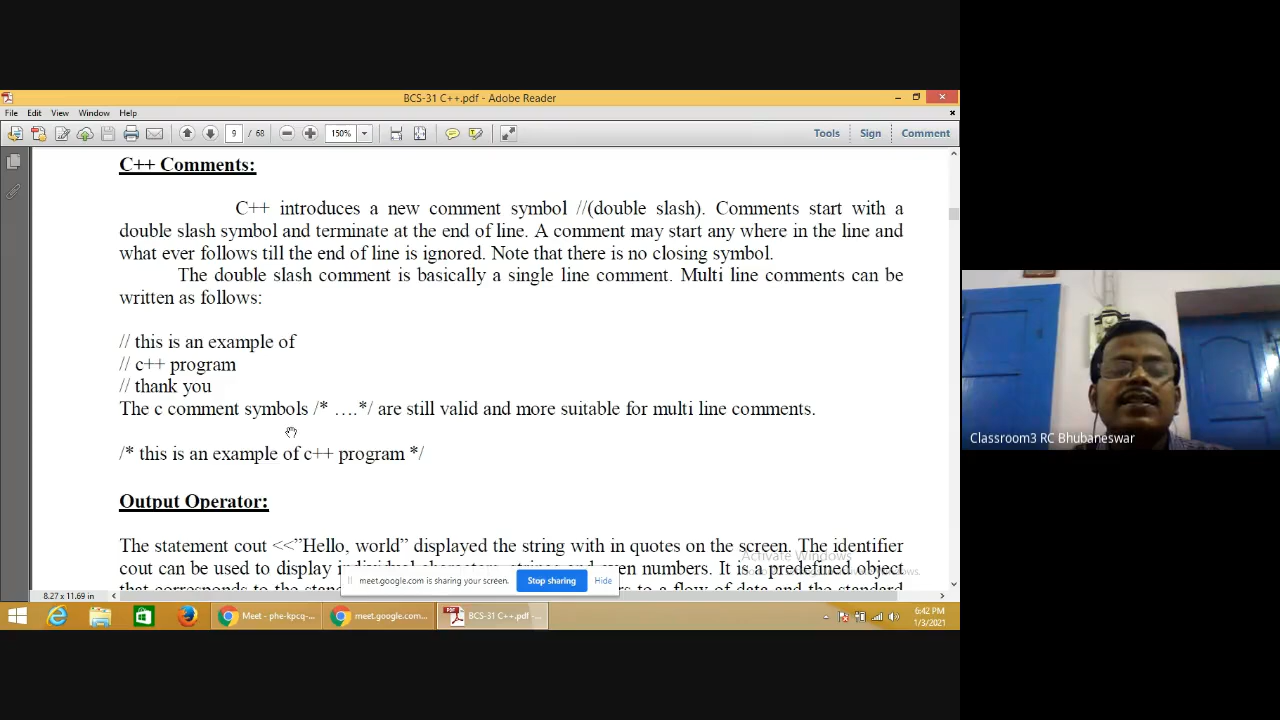 BCS-31 C++.pdf - Adobe Reader
File Edit View Window Help
9 / 68 150% Tools Sign Comment
C++ Comments:
C++ introduces a new comment symbol //(double slash). Comments start with a
double slash symbol and terminate at the end of line. A comment may start any where in the line and
what ever follows till the end of line is ignored. Note that there is no closing symbol.
The double slash comment is basically a single line comment. Multi line comments can be
written as follows:
// this is an example of
// c++ program
// thank you
The c comment symbols /* ….*/ are still valid and more suitable for multi line comments.
/* this is an example of c++ program */
Output Operator:
The statement cout <<”Hello, world” displayed the string with in quotes on the screen. The identifier
cout can be used to display individual characters, strings and even numbers. It is a predefined object
Activate Windows
meet.google.com is sharing your screen. Stop sharing Hide
8.27 x 11.69 in
Meet - phe-kpcq-... meet.google.com... BCS-31 C++.pdf -...
6:42 PM
1/3/2021
Classroom3 RC Bhubaneswar